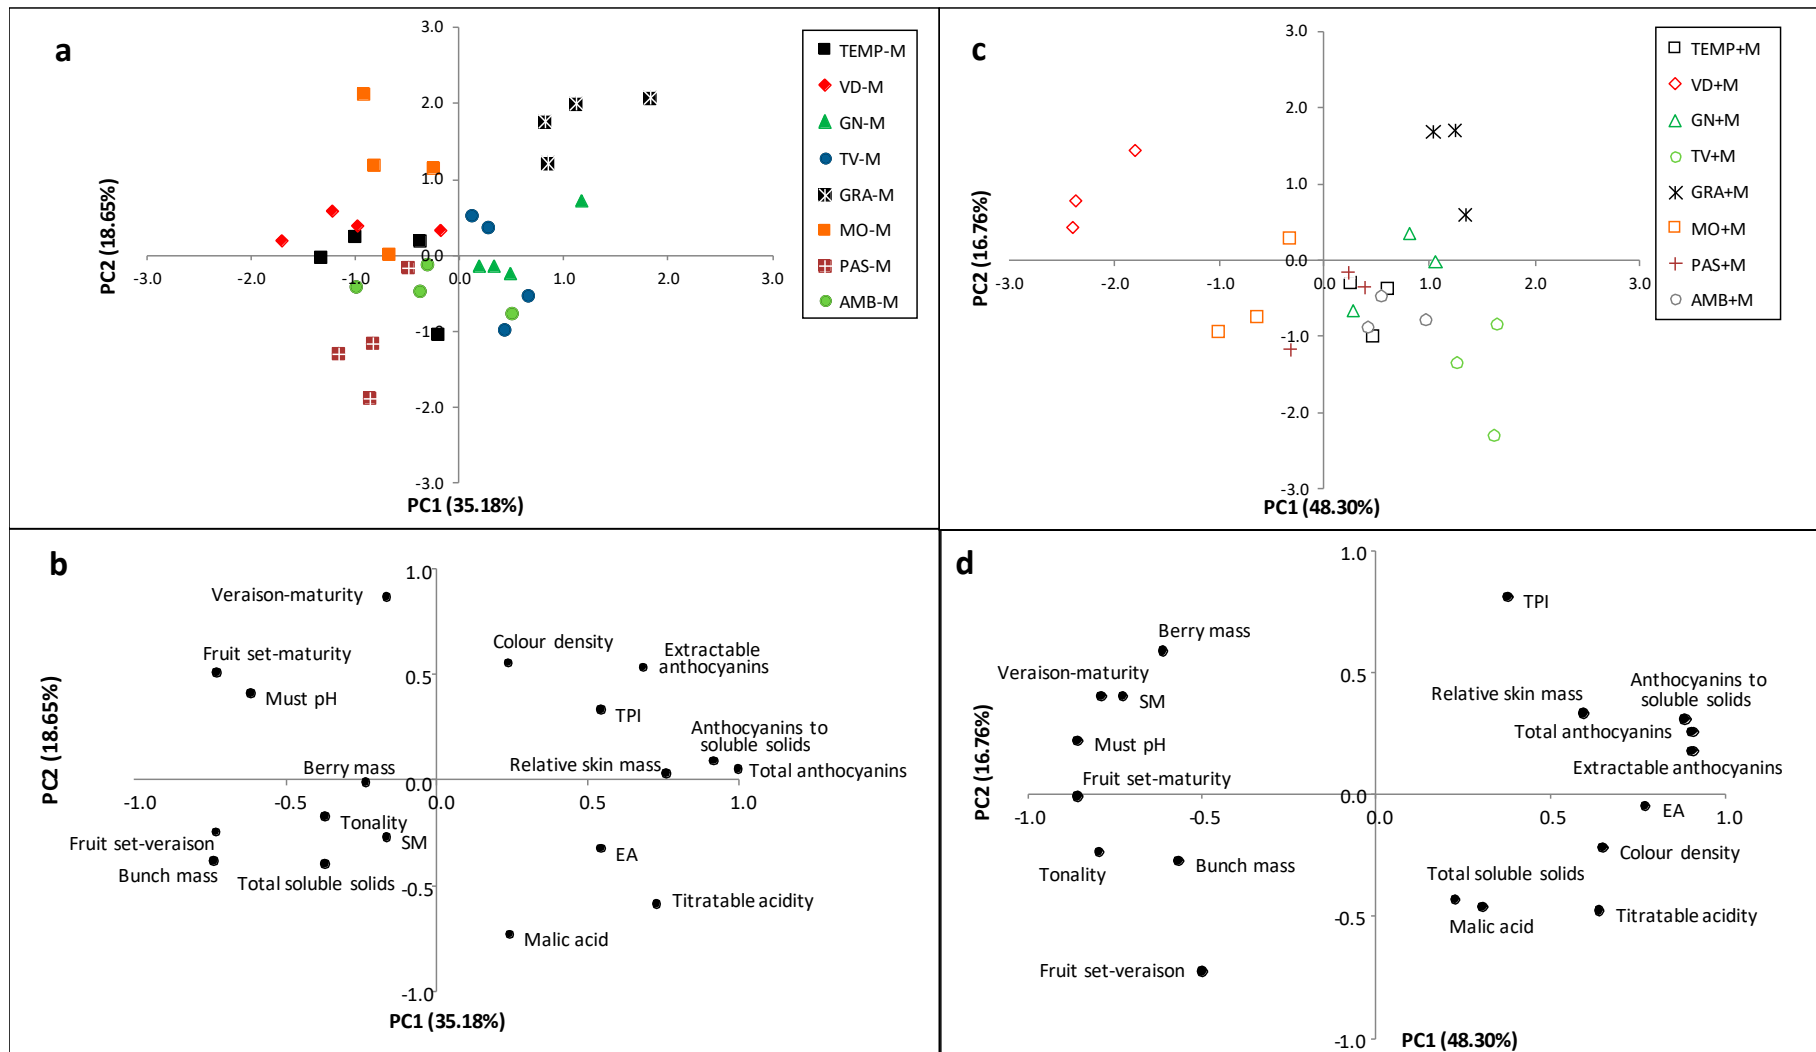 a
3.0
2.0
1.0
0.0
-3.0
-2.0
-1.0
0.0
1.0
2.0
3.0
-1.0
-2.0
-3.0
PC2 (18.65%)
PC1 (35.18%)
TEMP-M
VD-M
GN-M
TV-M
GRA-M
MO-M
PAS-M
AMB-M
c
3.0
2.0
1.0
0.0
-3.0
-2.0
-1.0
0.0
1.0
2.0
3.0
-1.0
-2.0
-3.0
PC2 (16.76%)
PC1 (48.30%)
TEMP+M
VD+M
GN+M
TV+M
GRA+M
MO+M
PAS+M
AMB+M
b
1.0
0.5
0.0
-0.5
-1.0
-1.0
-0.5
0.0
0.5
1.0
PC2 (18.65%)
PC1 (35.18%)
Veraison-maturity
Fruit set-maturity
Must pH
Colour density
Extractable
anthocyanins
TPI
Anthocyanins to
soluble solids
Relative skin mass
Total anthocyanins
Berry mass
Tonality
SM
Fruit set-veraison
Bunch mass
Total soluble solids
EA
Titratable acidity
Malic acid
d
1.0
0.5
0.0
-0.5
-1.0
-1.0
-0.5
0.0
0.5
1.0
PC2 (16.76%)
PC1 (48.30%)
TPI
Berry mass
Veraison-maturity
SM
Must pH
Fruit set-maturity
Relative skin mass
Anthocyanins to
soluble solids
Total anthocyanins
Extractable anthocyanins
EA
Colour density
Tonality
Bunch mass
Total soluble solids
Malic acid
Titratable acidity
Fruit set-veraison